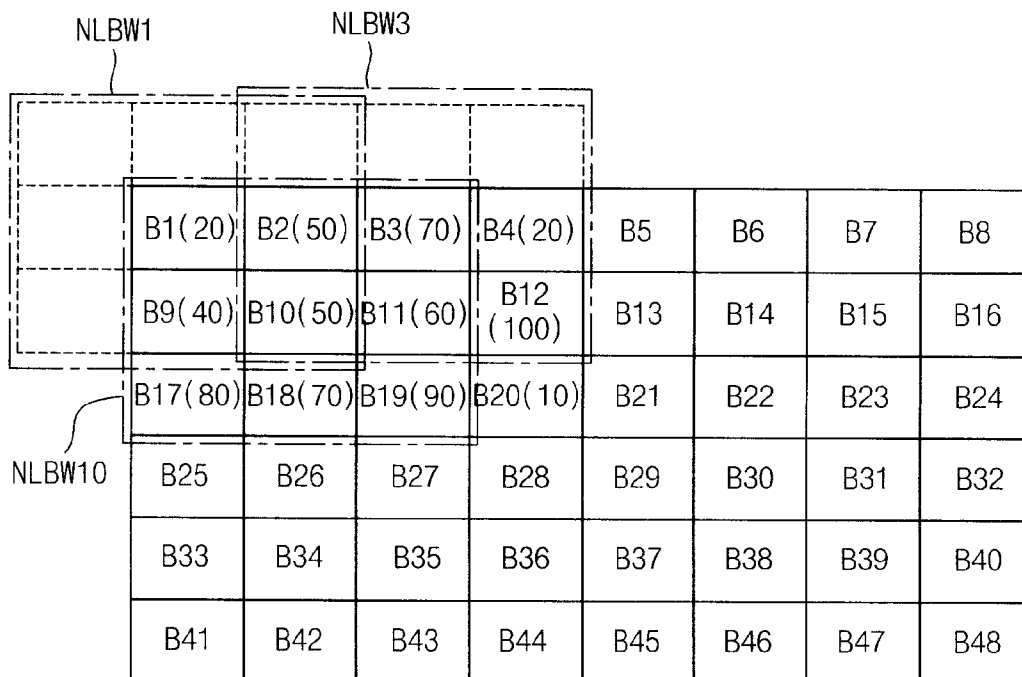 NLBW1 NLBW3
B1(20) B2(50) B3(70) B4(20) B5 B6 B7 B8
B9(40) B10(50) B11(60) B12 (100) B13 B14 B15 B16
B17(80) B18(70) B19(90) B20(10) B21 B22 B23 B24
NLBW10 B25 B26 B27 B28 B29 B30 B31 B32
B33 B34 B35 B36 B37 B38 B39 B40
B41 B42 B43 B44 B45 B46 B47 B48